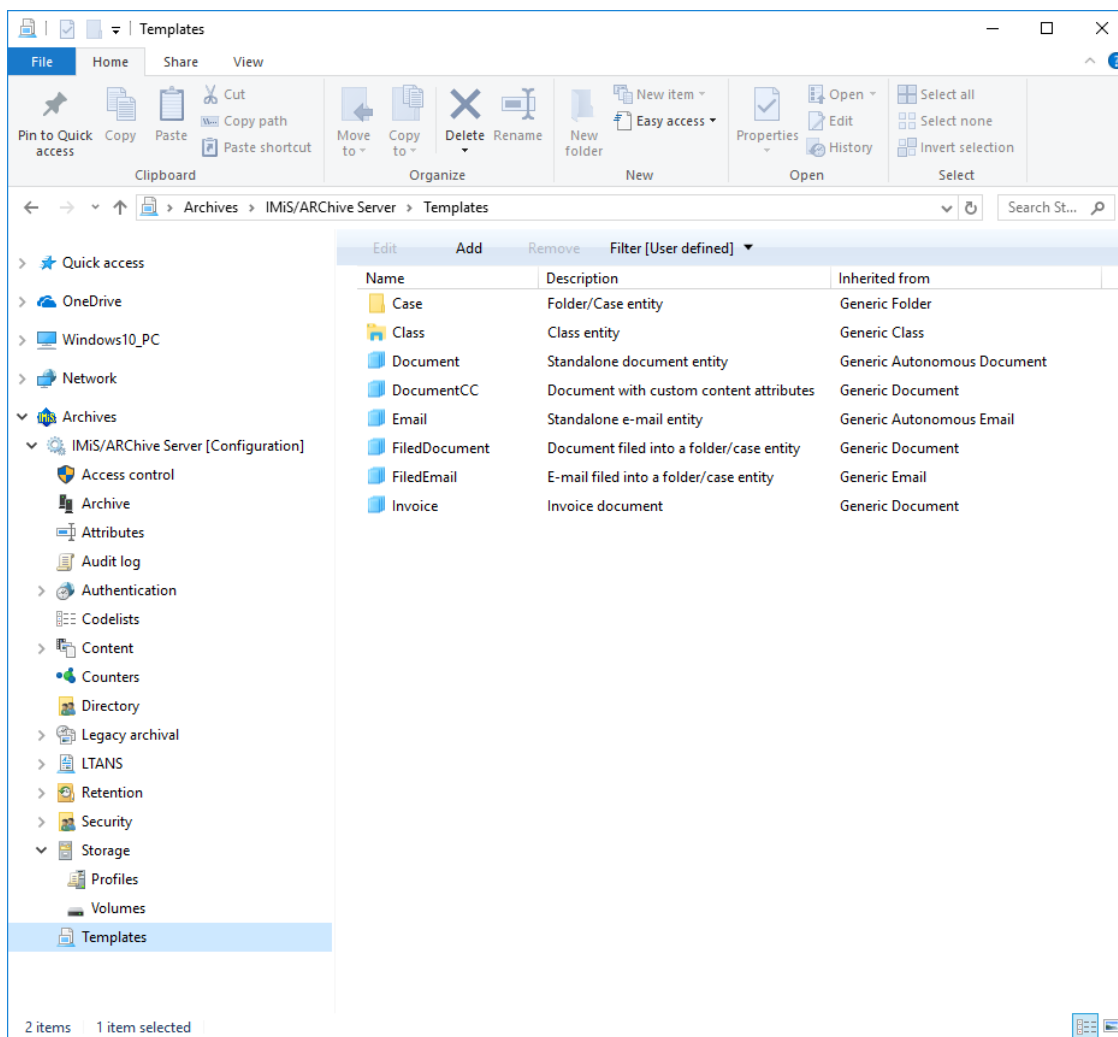 Templates
File Home Share View
Pin to Quick access
Copy
Paste
Cut
Copy path
Paste shortcut
Move to
Copy to
Delete
Rename
New folder
New item
Easy access
Properties
Open
Edit
History
Select all
Select none
Invert selection
Clipboard Organize New Open Select
Archives IMiS/ARChive Server Templates Search St...
Quick access
OneDrive
Windows10_PC
Network
Archives
IMiS/ARChive Server [Configuration]
Access control
Archive
Attributes
Audit log
Authentication
Codelists
Content
Counters
Directory
Legacy archival
LTANS
Retention
Security
Storage
Profiles
Volumes
Templates
Edit Add Remove Filter [User defined]
Name Description Inherited from
Case Folder/Case entity Generic Folder
Class Class entity Generic Class
Document Standalone document entity Generic Autonomous Document
DocumentCC Document with custom content attributes Generic Document
Email Standalone e-mail entity Generic Autonomous Email
FiledDocument Document filed into a folder/case entity Generic Document
FiledEmail E-mail filed into a folder/case entity Generic Email
Invoice Invoice document Generic Document
2 items 1 item selected